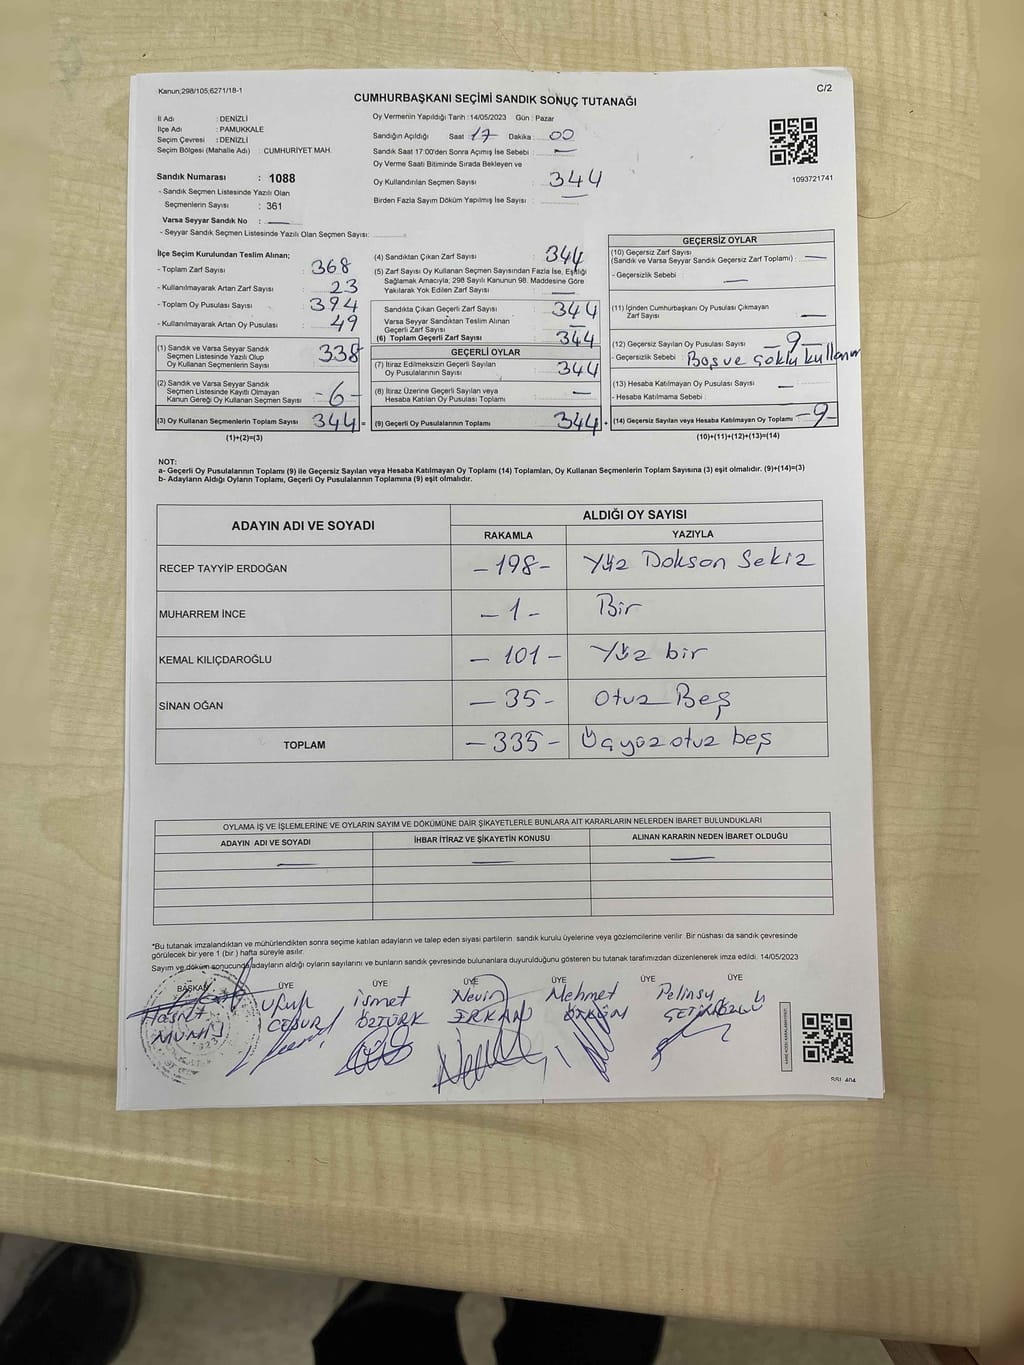 Kanun;298/105;6271/18-1
C/2
CUMHURBAŞKANI SEÇİMİ SANDIK SONUÇ TUTANAĞI
İl Adı : DENİZLİ
İlçe Adı : PAMUKKALE
Seçim Çevresi : DENİZLİ
Seçim Bölgesi (Mahalle Adı) : CUMHURİYET MAH.
Oy Vermenin Yapıldığı Tarih :14/05/2023 Gün : Pazar
Sandığın Açıldığı Saat 17 Dakika : 00
Sandık Saat 17:00'den Sonra Açımış İse Sebebi : —
Oy Verme Saati Bitiminde Sırada Bekleyen ve
Oy Kullandırılan Seçmen Sayısı : 344
Birden Fazla Sayım Döküm Yapılmış İse Sayısı : —
1093721741
Sandık Numarası : 1088
- Sandık Seçmen Listesinde Yazılı Olan
Seçmenlerin Sayısı : 361
Varsa Seyyar Sandık No : —
- Seyyar Sandık Seçmen Listesinde Yazılı Olan Seçmen Sayısı:
İlçe Seçim Kurulundan Teslim Alınan;
- Toplam Zarf Sayısı : 368
- Kullanılmayarak Artan Zarf Sayısı : 23
- Toplam Oy Pusulası Sayısı : 394
- Kullanılmayarak Artan Oy Pusulası : 49
(1) Sandık ve Varsa Seyyar Sandık
Seçmen Listesinde Yazılı Olup
Oy Kullanan Seçmenlerin Sayısı : 338
(2) Sandık ve Varsa Seyyar Sandık
Seçmen Listesinde Kayıtlı Olmayan
Kanun Gereği Oy Kullanan Seçmen Sayısı : -6-
(3) Oy Kullanan Seçmenlerin Toplam Sayısı : 344 =
(1)+(2)=(3)
(4) Sandıktan Çıkan Zarf Sayısı : 344
(5) Zarf Sayısı Oy Kullanan Seçmen Sayısından Fazla İse, Eşitliği
Sağlamak Amacıyla; 298 Sayılı Kanunun 98. Maddesine Göre
Yakılarak Yok Edilen Zarf Sayısı : —
Sandıkta Çıkan Geçerli Zarf Sayısı : 344
Varsa Seyyar Sandıktan Teslim Alınan
Geçerli Zarf Sayısı : —
(6) Toplam Geçerli Zarf Sayısı : 344
GEÇERLİ OYLAR
(7) İtiraz Edilmeksizin Geçerli Sayılan
Oy Pusulasının Sayısı : 344
(8) İtiraz Üzerine Geçerli Sayılan veya
Hesaba Katılan Oy Pusulası Toplamı : —
(9) Geçerli Oy Pusulalarının Toplamı : 344 +
GEÇERSİZ OYLAR
(10) Geçersiz Zarf Sayısı
(Sandık ve Varsa Seyyar Sandık Geçersiz Zarf Toplamı) : —
- Geçersizlik Sebebi : —
(11) İçinden Cumhurbaşkanı Oy Pusulası Çıkmayan
Zarf Sayısı : —
(12) Geçersiz Sayılan Oy Pusulası Sayısı : -9-
- Geçersizlik Sebebi : Boş ve çoklu kullanım
(13) Hesaba Katılmayan Oy Pusulası Sayısı : —
- Hesaba Katılmama Sebebi :
(14) Geçersiz Sayılan veya Hesaba Katılmayan Oy Toplamı : -9-
(10)+(11)+(12)+(13)=(14)
NOT:
a- Geçerli Oy Pusulalarının Toplamı (9) ile Geçersiz Sayılan veya Hesaba Katılmayan Oy Toplamı (14) Toplamları, Oy Kullanan Seçmenlerin Toplam Sayısına (3) eşit olmalıdır. (9)+(14)=(3)
b- Adayların Aldığı Oyların Toplamı, Geçerli Oy Pusulalarının Toplamına (9) eşit olmalıdır.
ADAYIN ADI VE SOYADI
ALDIĞI OY SAYISI
RAKAMLA YAZIYLA
RECEP TAYYİP ERDOĞAN -198- Yüz Dokson Sekiz
MUHARREM İNCE -1- Bir
KEMAL KILIÇDAROĞLU -101- Yüz bir
SİNAN OĞAN -35- Otuz Beş
TOPLAM -335- Üçyüz otuz beş
OYLAMA İŞ VE İŞLEMLERİNE VE OYLARIN SAYIM VE DÖKÜMÜNE DAİR ŞİKAYETLERLE BUNLARA AİT KARARLARIN NELERDEN İBARET BULUNDUKLARI
ADAYIN ADI VE SOYADI İHBAR İTİRAZ VE ŞİKAYETİN KONUSU ALINAN KARARIN NEDEN İBARET OLDUĞU
— — —
*Bu tutanak imzalandıktan ve mühürlendikten sonra seçime katılan adayların ve talep eden siyasi partilerin sandık kurulu üyelerine veya gözlemcilerine verilir. Bir nüshası da sandık çevresinde
görülecek bir yere 1 (bir ) hafta süreyle asılır.
Sayım ve döküm sonucunda adayların aldığı oyların sayılarını ve bunların sandık çevresinde bulunanlara duyurulduğunu gösteren bu tutanak tarafımızdan düzenlenerek imza edildi. 14/05/2023
BAŞKAN ÜYE ÜYE ÜYE ÜYE ÜYE ÜYE
Ufuk İsmet Nevin Mehmet Pelinsu
ÖZTÜRK ERKAN